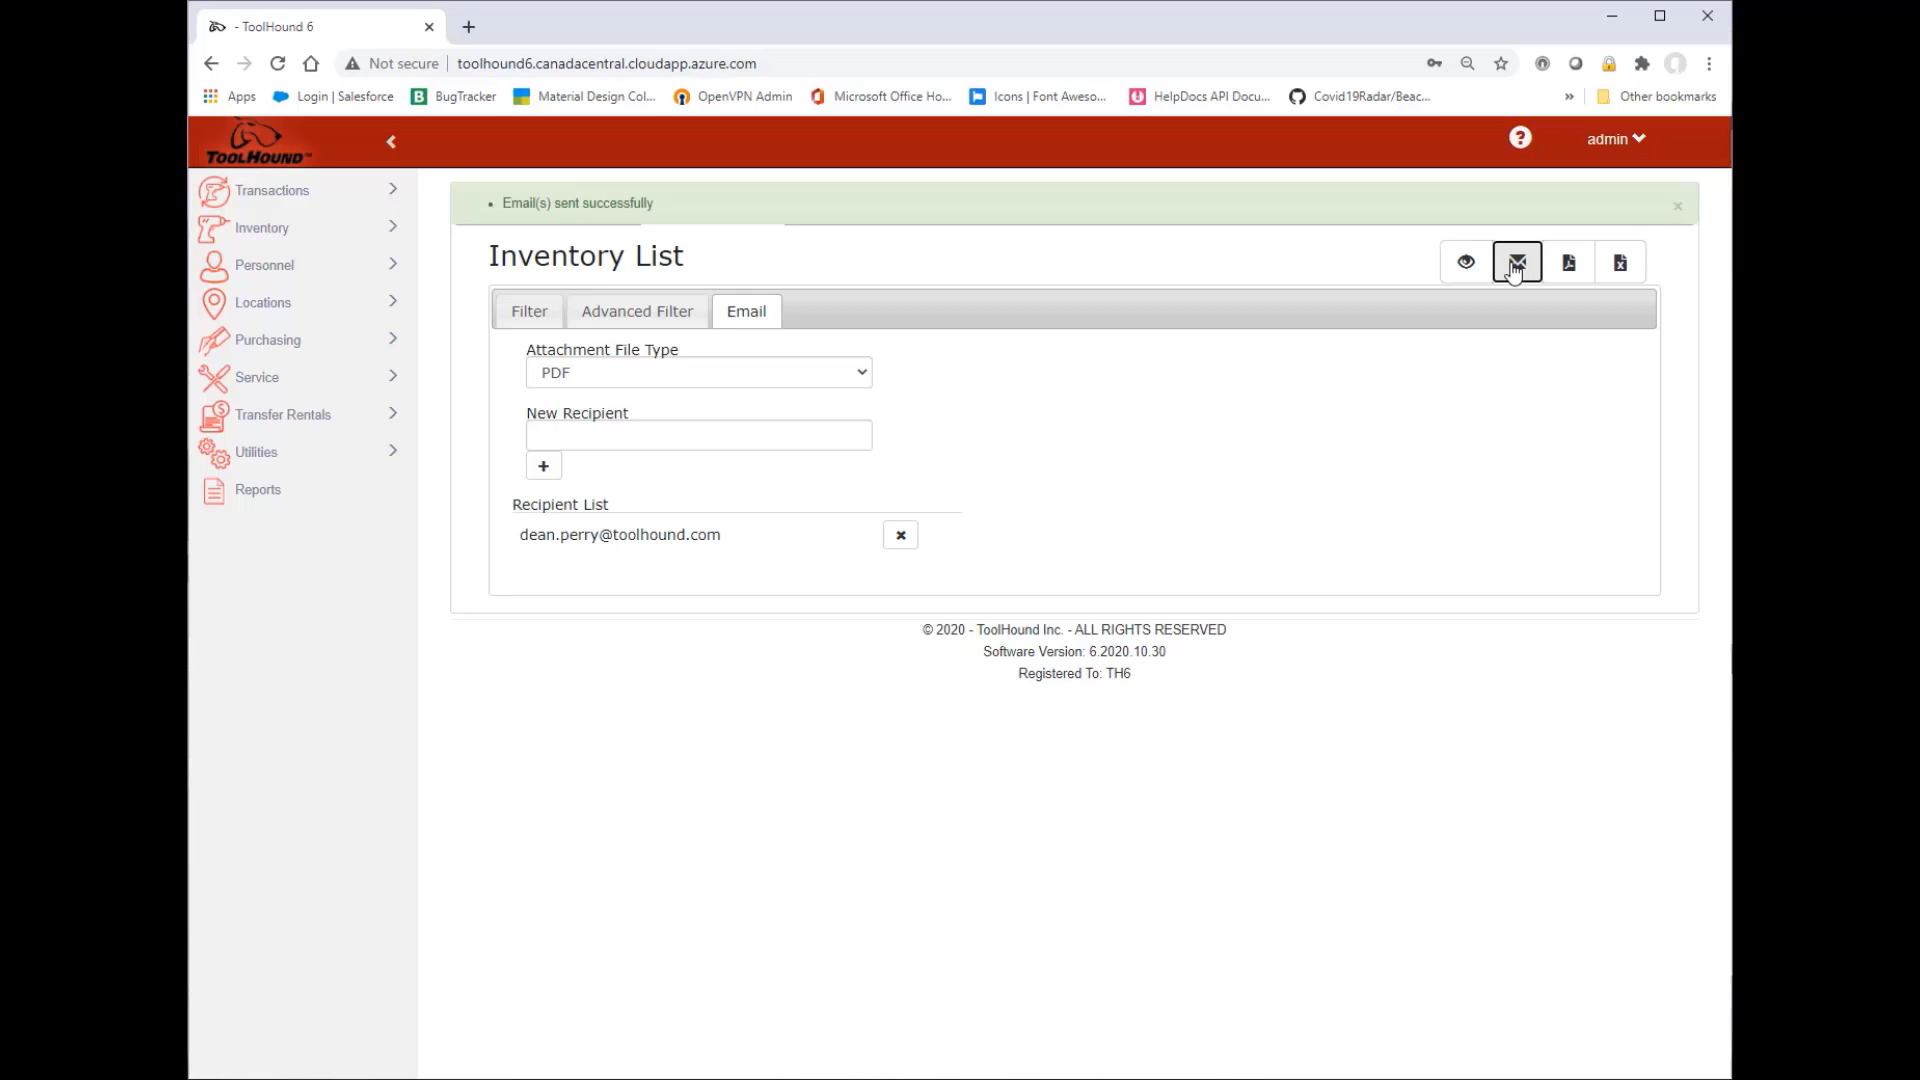 - ToolHound 6
Not secure toolhound6.canadacentral.cloudapp.azure.com
Apps Login | Salesforce BugTracker Material Design Col... OpenVPN Admin Microsoft Office Ho... Icons | Font Aweso... HelpDocs API Docu... Covid19Radar/Beac... » Other bookmarks
TOOLHOUND™
admin
Transactions
Inventory
Personnel
Locations
Purchasing
Service
Transfer Rentals
Utilities
Reports
• Email(s) sent successfully ×
Inventory List
Filter Advanced Filter Email
Attachment File Type
PDF
New Recipient
+
Recipient List
dean.perry@toolhound.com
© 2020 - ToolHound Inc. - ALL RIGHTS RESERVED
Software Version: 6.2020.10.30
Registered To: TH6